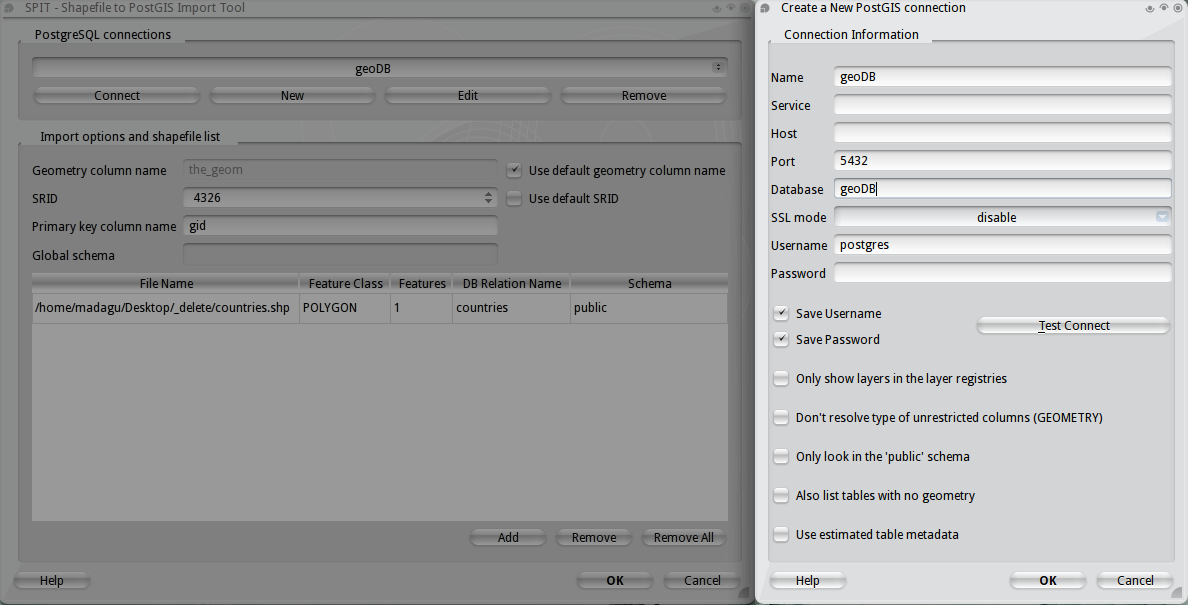 SPIT - Shapefile to PostGIS Import Tool
PostgreSQL connections
geoDB
Connect New Edit Remove
Import options and shapefile list
Geometry column name the_geom Use default geometry column name
SRID 4326 Use default SRID
Primary key column name gid
Global schema
File Name Feature Class Features DB Relation Name Schema
/home/madagu/Desktop/_delete/countries.shp POLYGON 1 countries public
Add Remove Remove All
Help OK Cancel
Create a New PostGIS connection
Connection Information
Name geoDB
Service
Host
Port 5432
Database geoDB
SSL mode disable
Username postgres
Password
Save Username
Test Connect
Save Password
Only show layers in the layer registries
Don't resolve type of unrestricted columns (GEOMETRY)
Only look in the 'public' schema
Also list tables with no geometry
Use estimated table metadata
Help OK Cancel